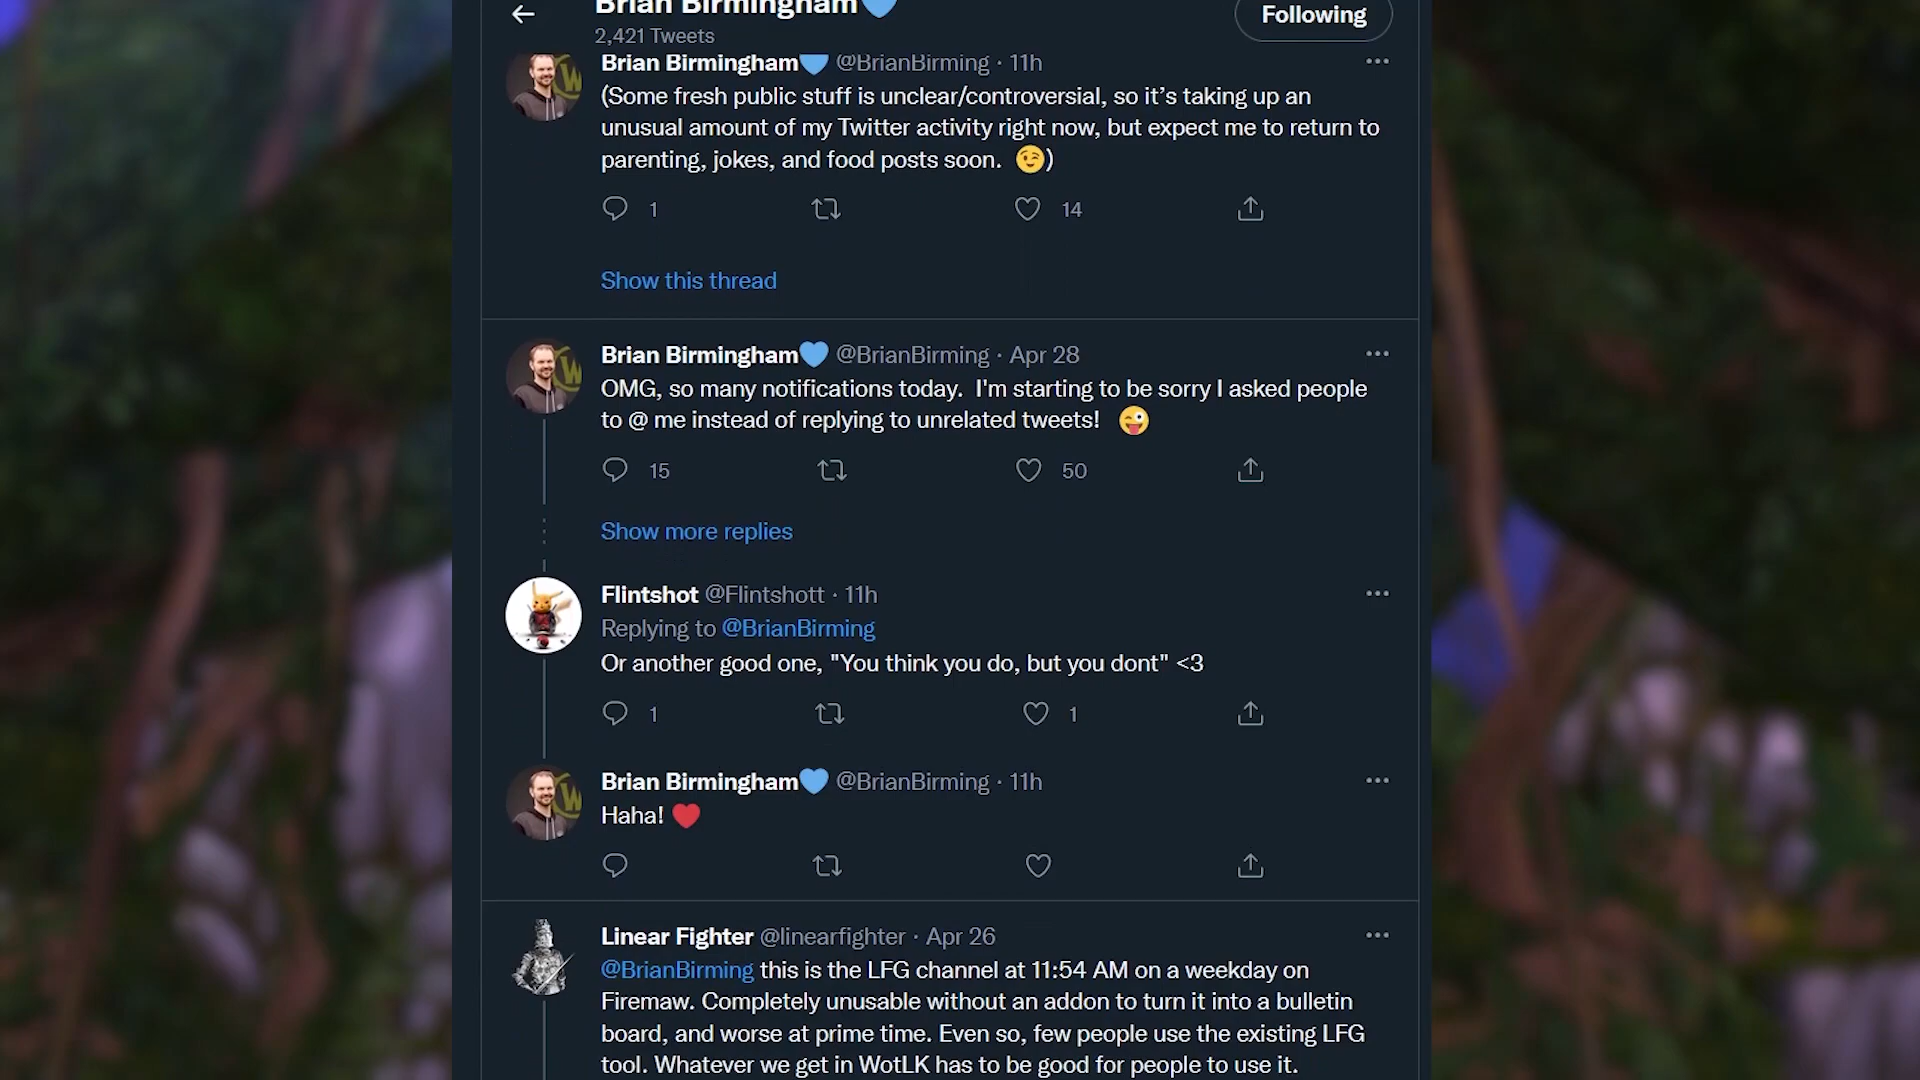 Brian Birmingham💙
Following
2,421 Tweets
Brian Birmingham💙 @BrianBirming · 11h
(Some fresh public stuff is unclear/controversial, so it’s taking up an
unusual amount of my Twitter activity right now, but expect me to return to
parenting, jokes, and food posts soon. 😉)
1
14
Show this thread
Brian Birmingham💙 @BrianBirming · Apr 28
OMG, so many notifications today.  I'm starting to be sorry I asked people
to @ me instead of replying to unrelated tweets! 😜
15
50
Show more replies
Flintshot @Flintshott · 11h
Replying to @BrianBirming
Or another good one, "You think you do, but you dont" <3
1
1
Brian Birmingham💙 @BrianBirming · 11h
Haha! ❤️
Linear Fighter @linearfighter · Apr 26
@BrianBirming this is the LFG channel at 11:54 AM on a weekday on
Firemaw. Completely unusable without an addon to turn it into a bulletin
board, and worse at prime time. Even so, few people use the existing LFG
tool. Whatever we get in WotLK has to be good for people to use it.